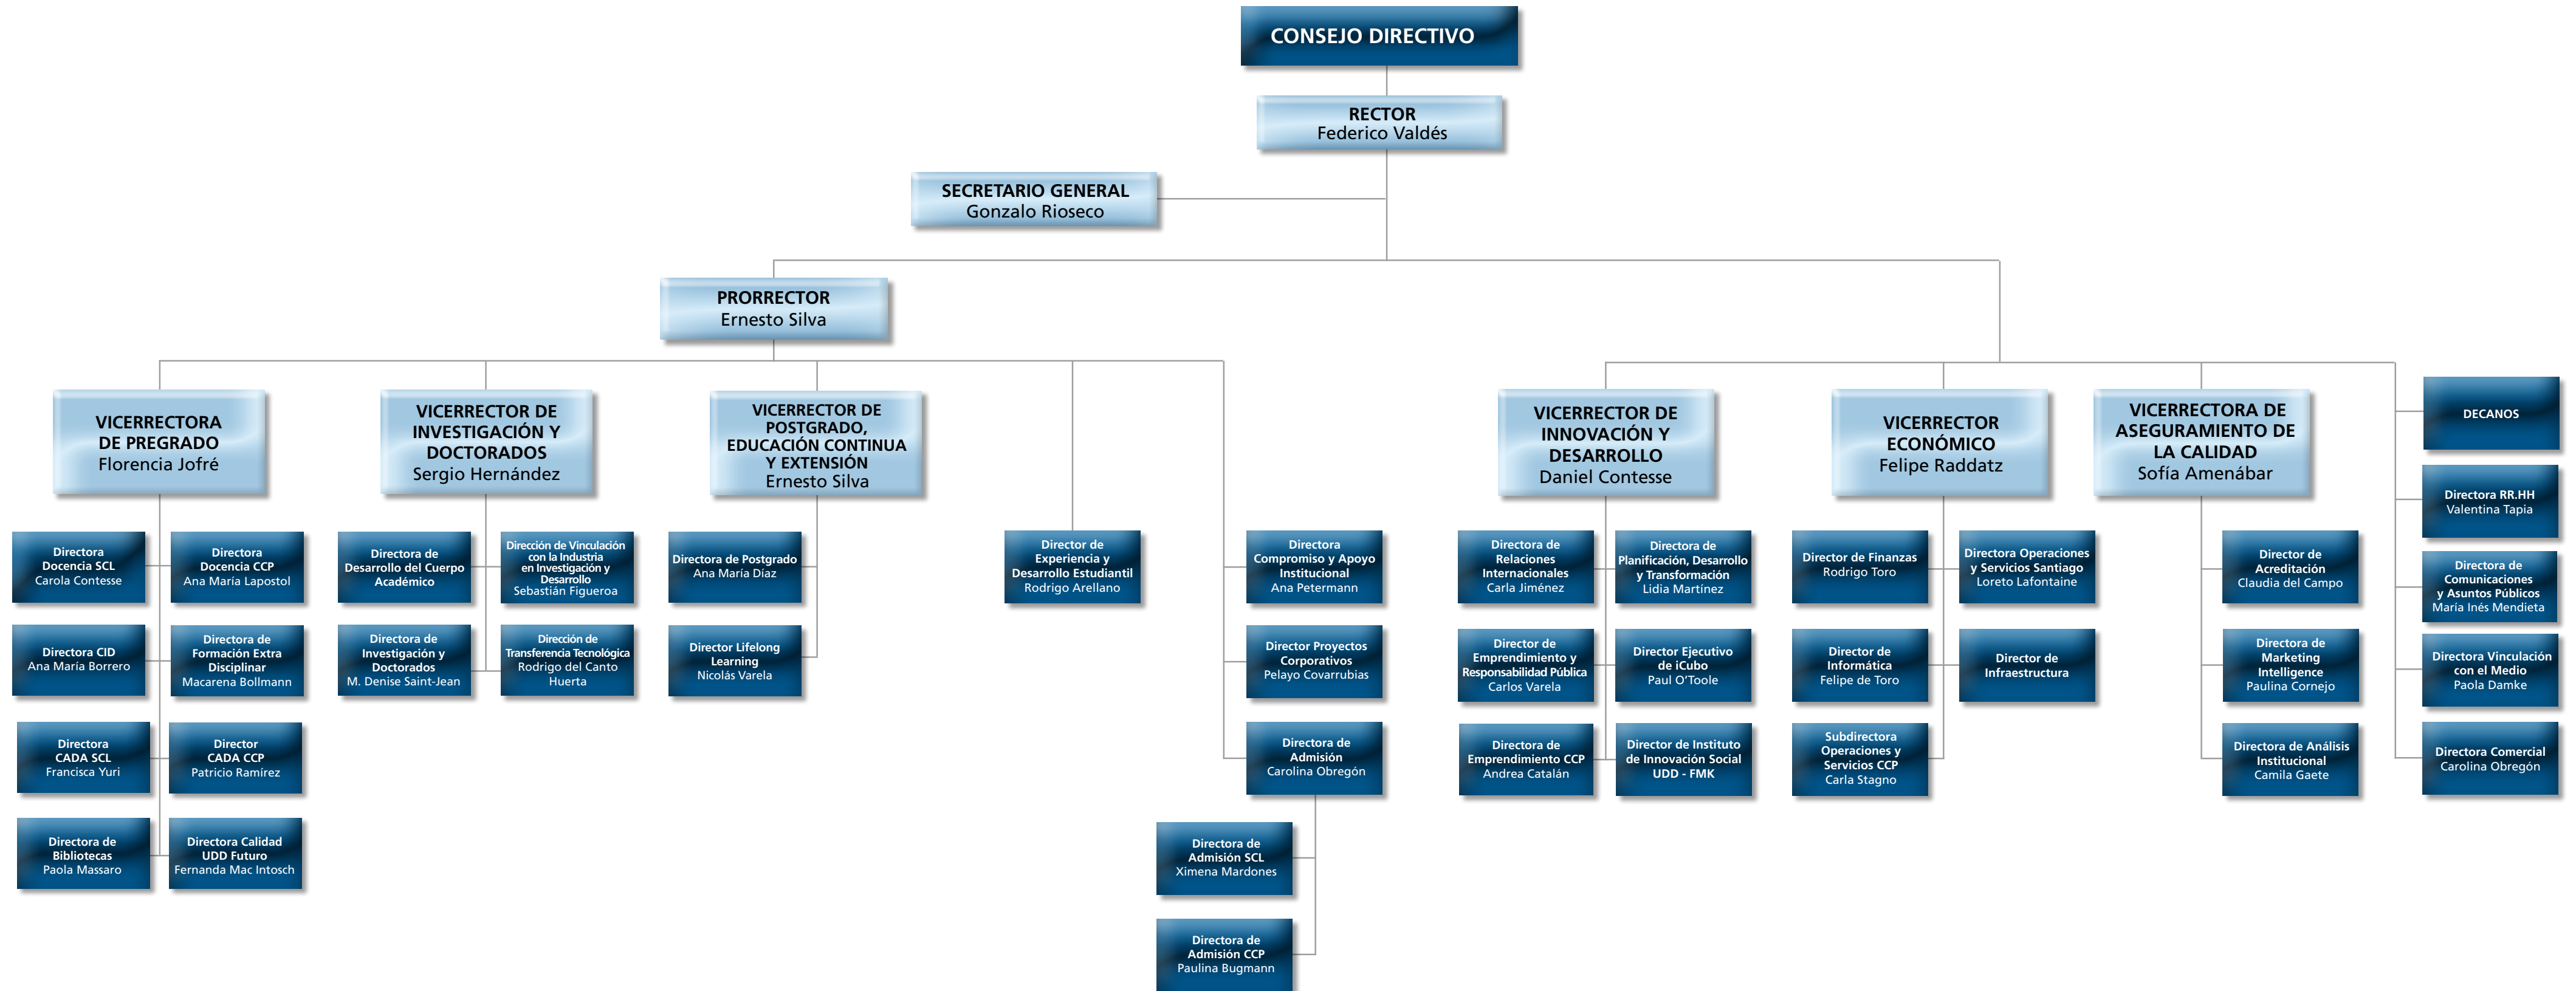 CONSEJO DIRECTIVO
RECTOR
Federico Valdés
SECRETARIO GENERAL
Gonzalo Rioseco
PRORRECTOR
Ernesto Silva
VICERRECTORA
DE PREGRADO
Florencia Jofré
VICERRECTOR DE
INVESTIGACIÓN Y
DOCTORADOS
Sergio Hernández
VICERRECTOR DE
POSTGRADO,
EDUCACIÓN CONTINUA
Y EXTENSIÓN
Ernesto Silva
VICERRECTOR DE
INNOVACIÓN Y
DESARROLLO
Daniel Contesse
VICERRECTOR
ECONÓMICO
Felipe Raddatz
VICERRECTORA DE
ASEGURAMIENTO DE
LA CALIDAD
Sofía Amenábar
DECANOS
Directora RR.HH
Valentina Tapia
Directora de
Comunicaciones
y Asuntos Públicos
María Inés Mendieta
Directora Vinculación
con el Medio
Paola Damke
Directora Comercial
Carolina Obregón
Directora
Docencia SCL
Carola Contesse
Directora
Docencia CCP
Ana María Lapostol
Directora CID
Ana María Borrero
Directora de
Formación Extra
Disciplinar
Macarena Bollmann
Directora
CADA SCL
Francisca Yuri
Director
CADA CCP
Patricio Ramírez
Directora de
Bibliotecas
Paola Massaro
Directora Calidad
UDD Futuro
Fernanda Mac Intosch
Directora de
Desarrollo del Cuerpo
Académico
Dirección de Vinculación
con la Industria
en Investigación y
Desarrollo
Sebastián Figueroa
Directora de
Investigación y
Doctorados
M. Denise Saint-Jean
Dirección de
Transferencia Tecnológica
Rodrigo del Canto
Huerta
Directora de Postgrado
Ana María Díaz
Director Lifelong
Learning
Nicolás Varela
Director de
Experiencia y
Desarrollo Estudiantil
Rodrigo Arellano
Directora
Compromiso y Apoyo
Institucional
Ana Petermann
Director Proyectos
Corporativos
Pelayo Covarrubias
Directora de
Admisión
Carolina Obregón
Directora de
Admisión SCL
Ximena Mardones
Directora de
Admisión CCP
Paulina Bugmann
Directora de
Relaciones
Internacionales
Carla Jiménez
Directora de
Planificación, Desarrollo
y Transformación
Lidia Martínez
Director de
Emprendimiento y
Responsabilidad Pública
Carlos Varela
Director Ejecutivo
de iCubo
Paul O'Toole
Directora de
Emprendimiento CCP
Andrea Catalán
Director de Instituto
de Innovación Social
UDD - FMK
Director de Finanzas
Rodrigo Toro
Directora Operaciones
y Servicios Santiago
Loreto Lafontaine
Director de
Informática
Felipe de Toro
Director de
Infraestructura
Subdirectora
Operaciones y
Servicios CCP
Carla Stagno
Director de
Acreditación
Claudia del Campo
Directora de
Marketing
Intelligence
Paulina Cornejo
Directora de Análisis
Institucional
Camila Gaete